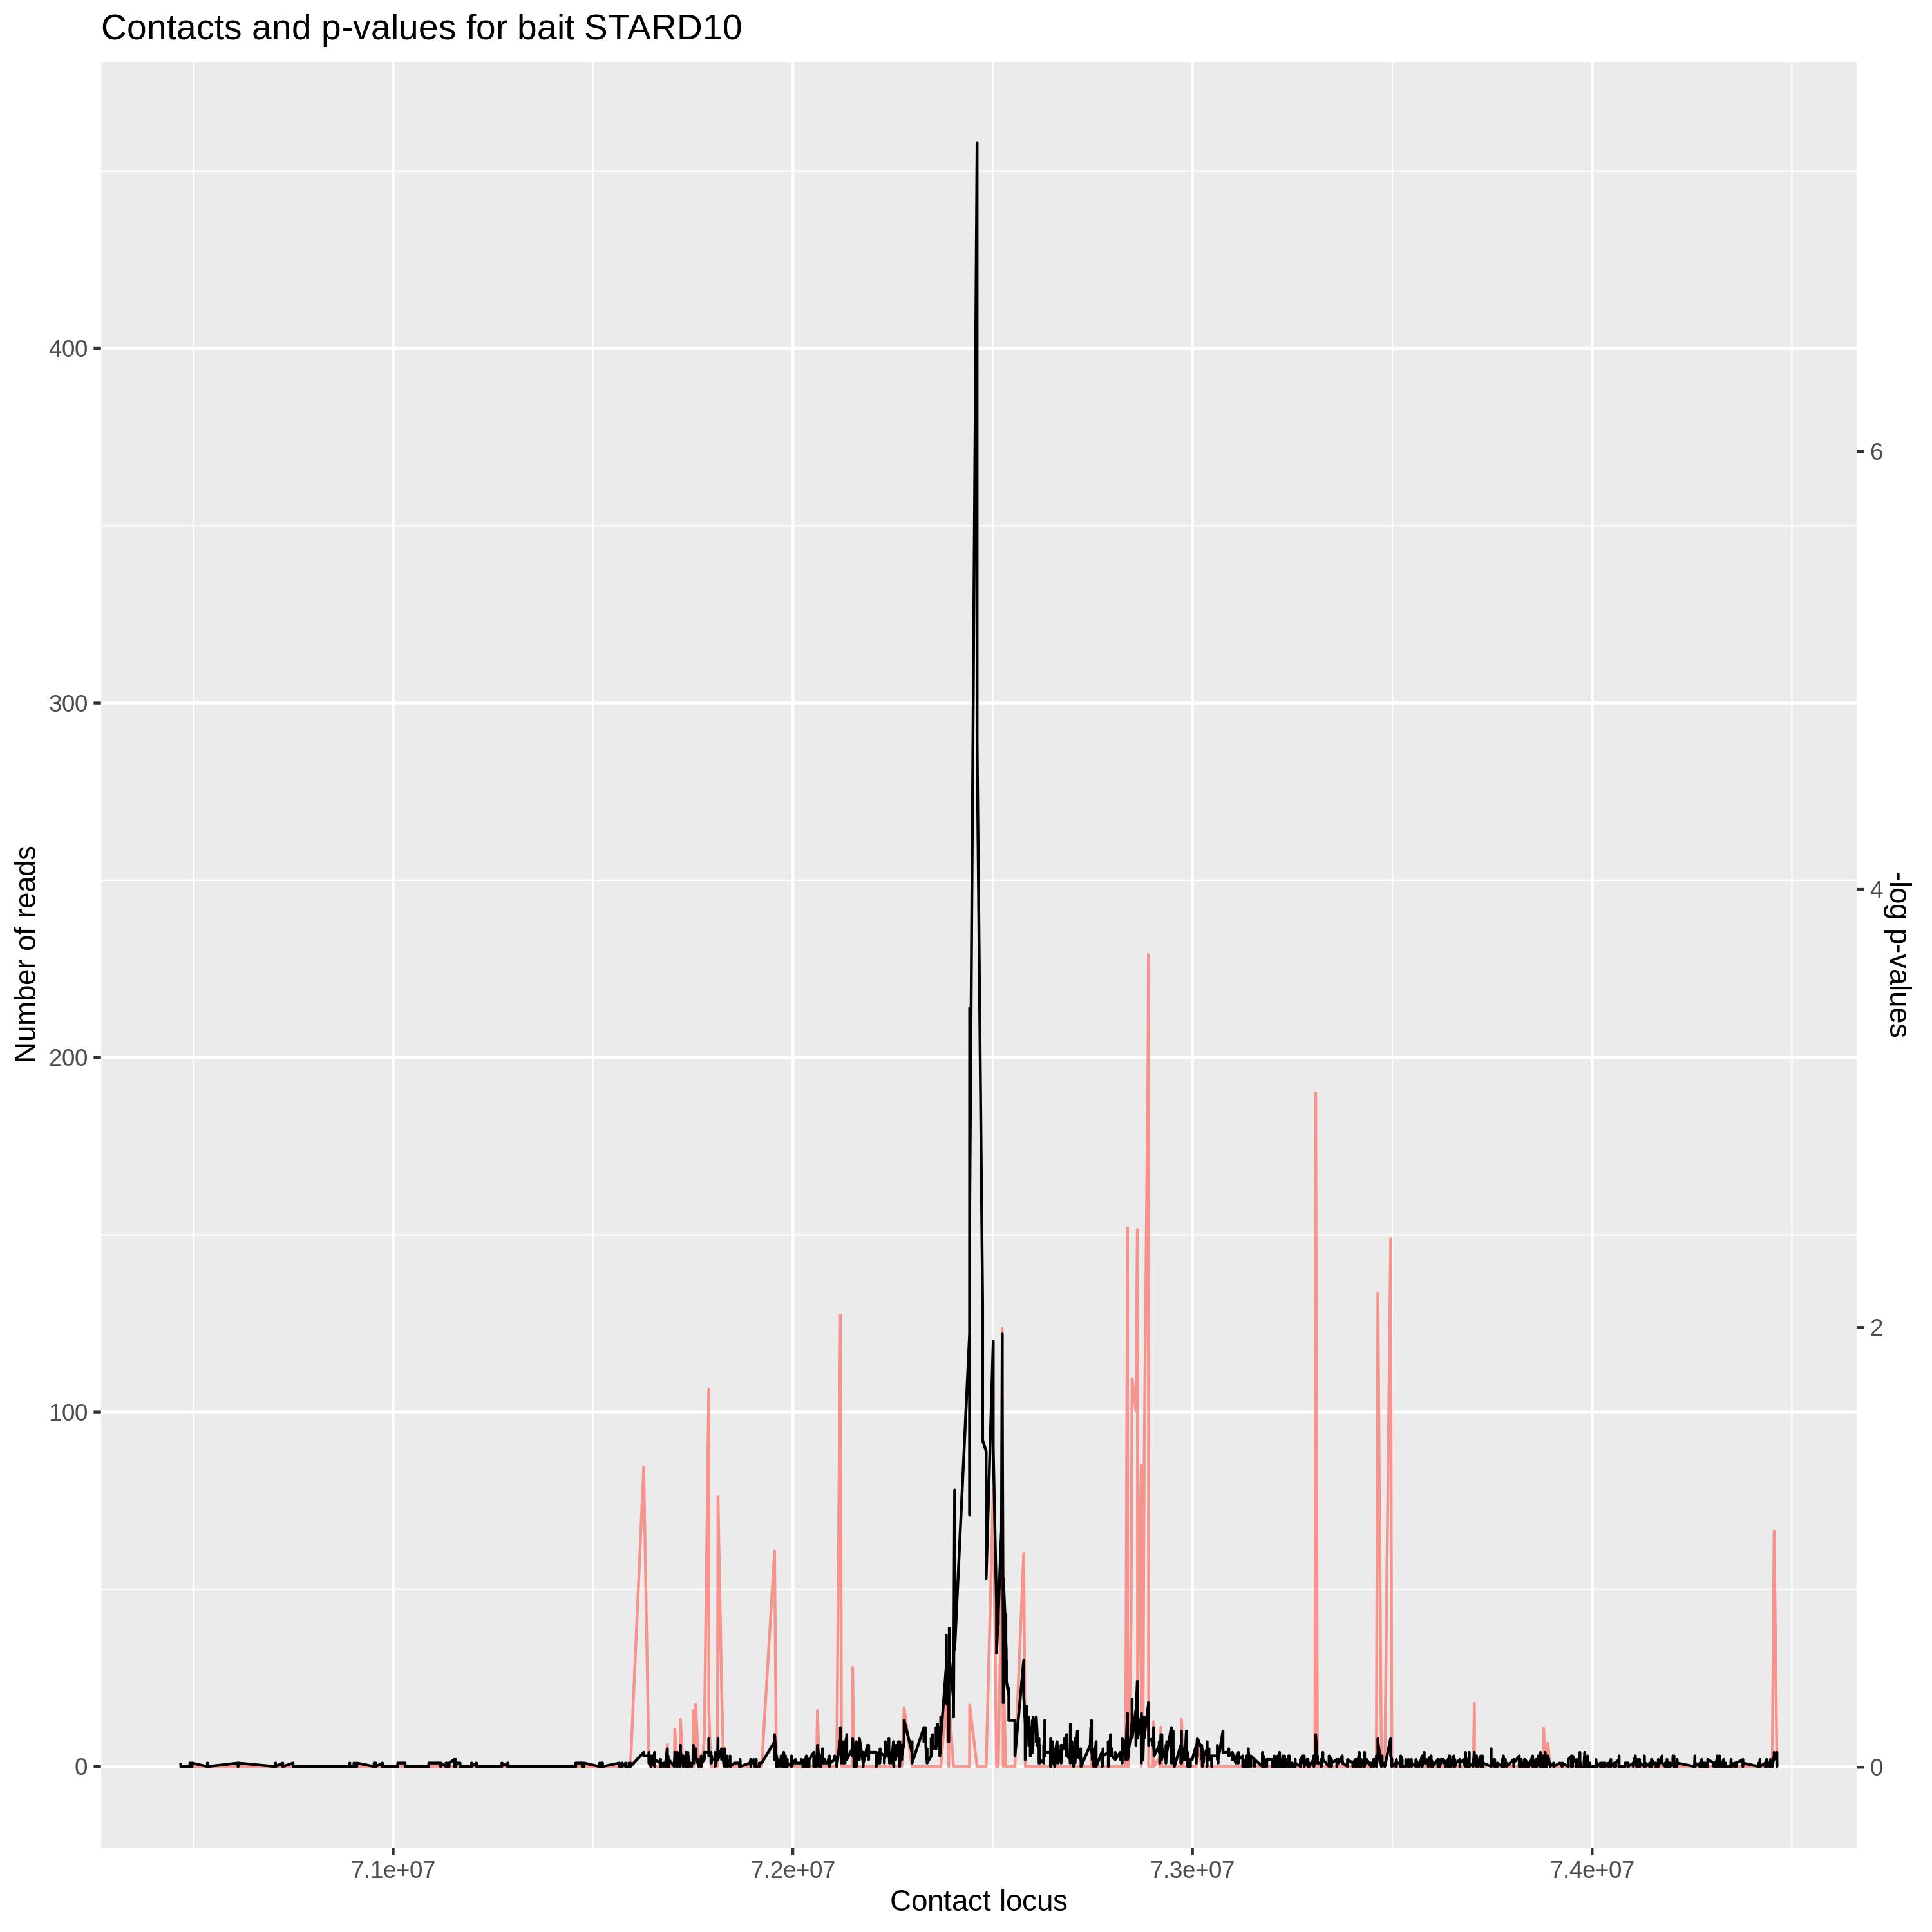 Contacts and p-values for bait STARD10
400
300
200
100
0
Number of reads
6
4
2
0
-log p-values
7.1e+07
7.2e+07
7.3e+07
7.4e+07
Contact locus